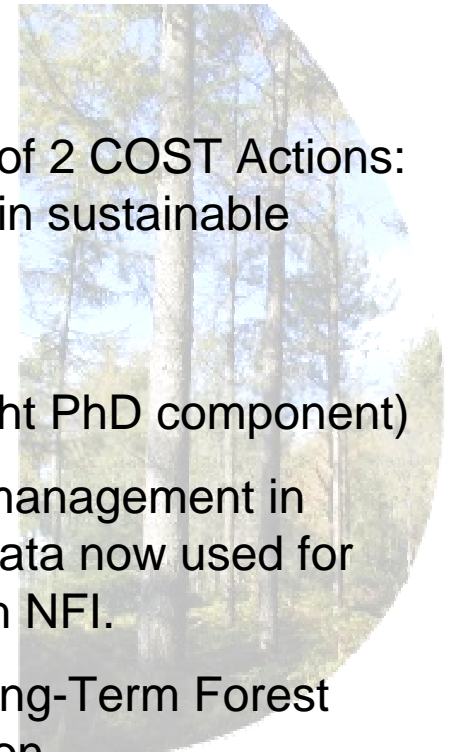 of 2 COST Actions:
in sustainable
ht PhD component)
management in
ata now used for
n NFI.
ng-Term Forest
on